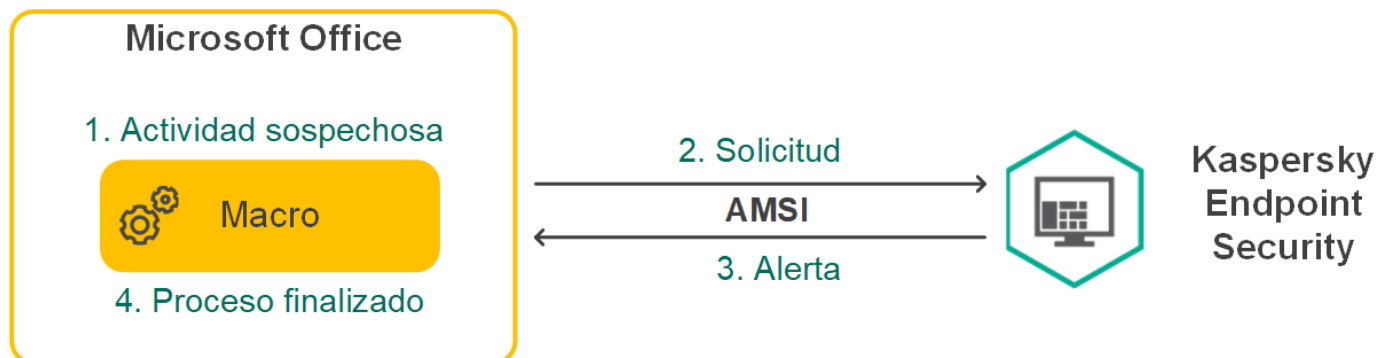 Microsoft Office
1. Actividad sospechosa
Macro
4. Proceso finalizado
2. Solicitud
AMSI
3. Alerta
Kaspersky
Endpoint
Security